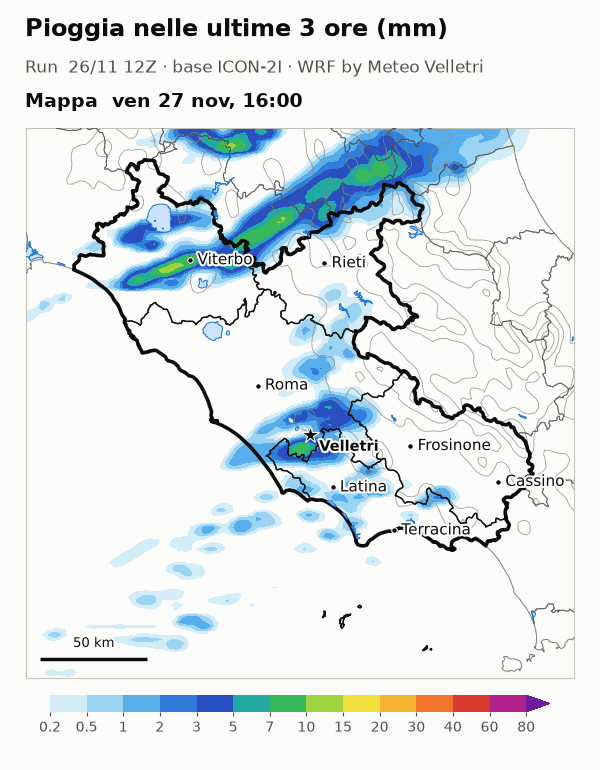 Pioggia nelle ultime 3 ore (mm)
Run 26/11 12Z · base ICON-2I · WRF by Meteo Velletri
Mappa ven 27 nov, 16:00
Viterbo
Rieti
Roma
Velletri
Frosinone
Latina
Cassino
Terracina
50 km
0.2 0.5 1 2 3 5 7 10 15 20 30 40 60 80